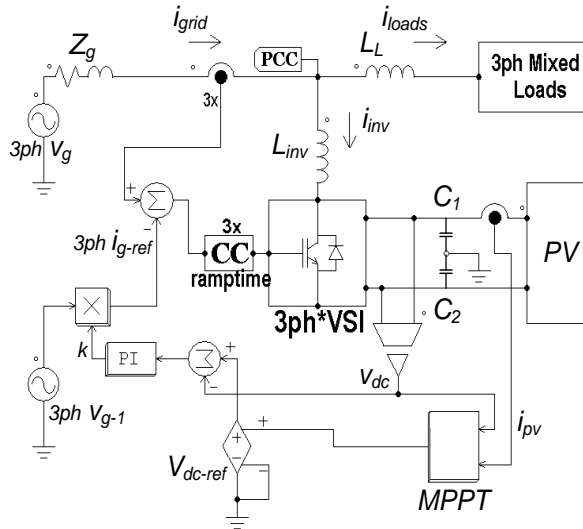 i_grid
i_loads
Z_g
PCC
L_L
3ph Mixed
Loads
3x
i_inv
L_inv
3ph v_g
+
Σ
-
3ph i_g-ref
3x
CC
ramptime
C_1
C_2
PV
3ph*VSI
×
k
PI
Σ
+
-
v_dc
3ph v_g-1
i_pv
+
-
+
-
V_dc-ref
MPPT